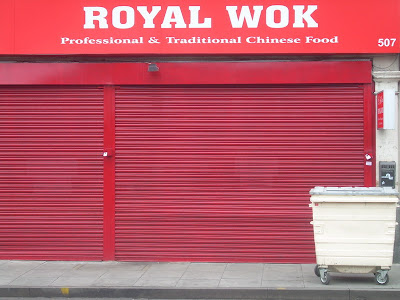 ROYAL WOK
Professional & Traditional Chinese Food
507